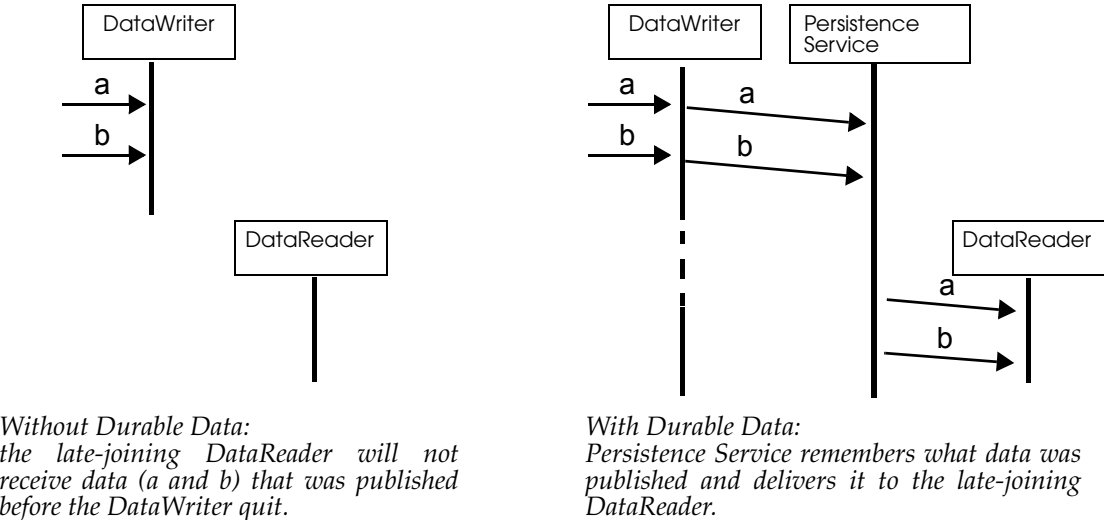 DataWriter
a
b
DataReader
Without Durable Data:
the late-joining DataReader will not
receive data (a and b) that was published
before the DataWriter quit.
DataWriter
Persistence
Service
a
a
b
b
DataReader
a
b
With Durable Data:
Persistence Service remembers what data was
published and delivers it to the late-joining
DataReader.